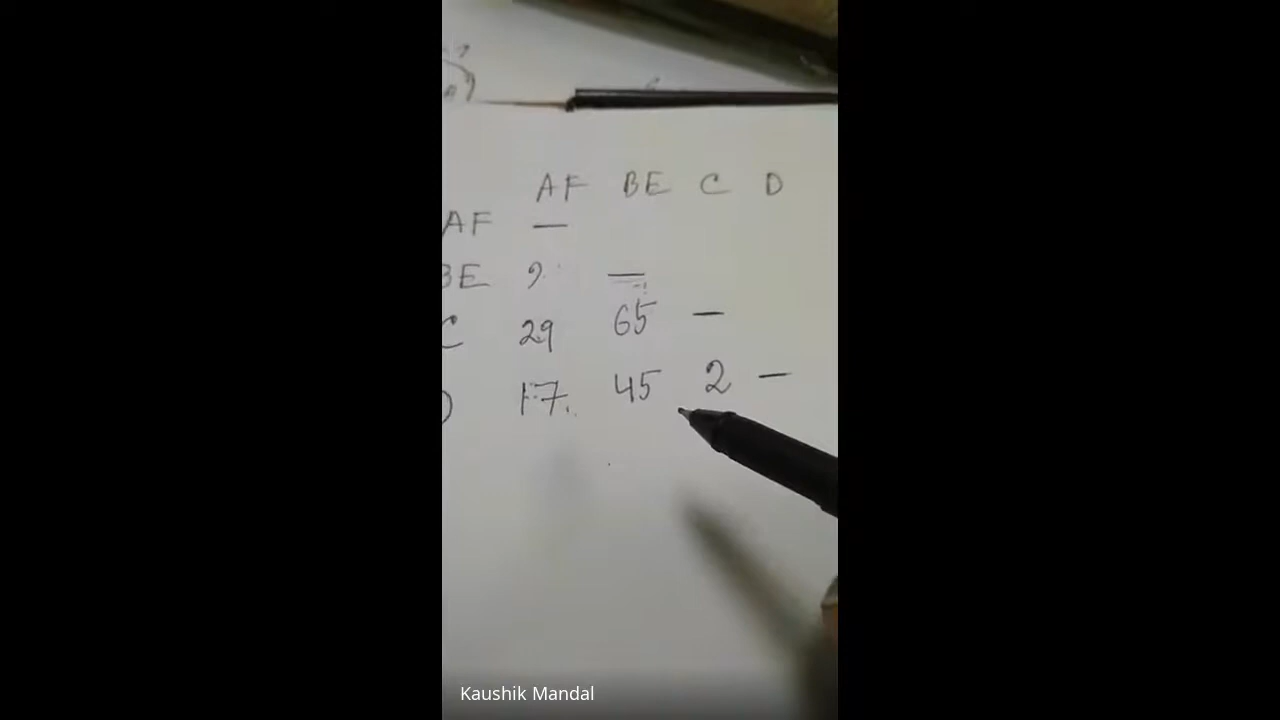 AF BE C D
AF —
BE 9 —
C 29 65 —
D 17 45 2 —
Kaushik Mandal